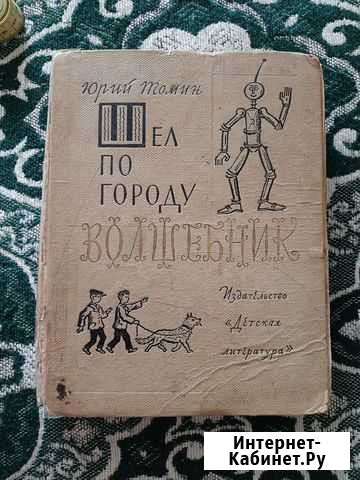 Юрий Томин
Шел
по
городу
волшебник
Издательство
«Детская
литература»
Интернет-
Кабинет.Ру